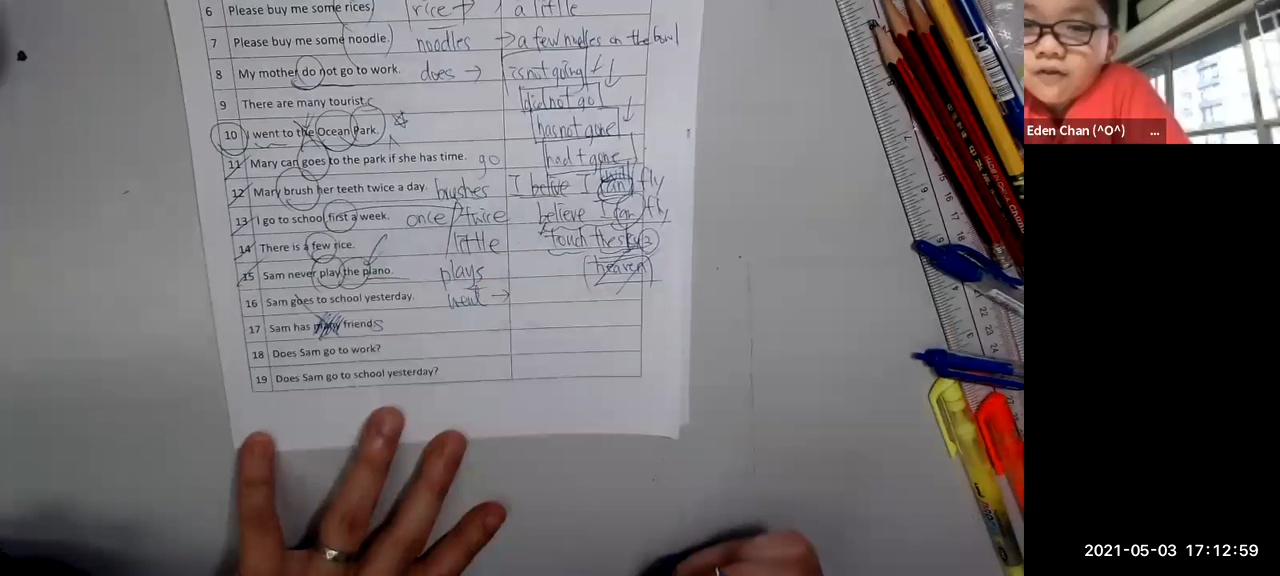 6 Please buy me some rices) rice a little
7 Please buy me some noodle.) noodles → a few nudles on the bowl
8 My mother do not go to work. does → is not going ↓
9 There are many tourists did not go ↓
10 I went to the Ocean Park. ☆ has not gone ↓
11 Mary can goes to the park if she has time. go had gone
12 Mary brush her teeth twice a day. brushes I I can fly
13 I go to school first a week. once / twice believe I can fly
14 There is a few rice. little touch the sky
15 Sam never play the piano. plays (heaven)
16 Sam goes to school yesterday. went →
17 Sam has friends
18 Does Sam go to work?
19 Does Sam go to school yesterday?
Eden Chan (^O^) ...
2021-05-03 17:12:59